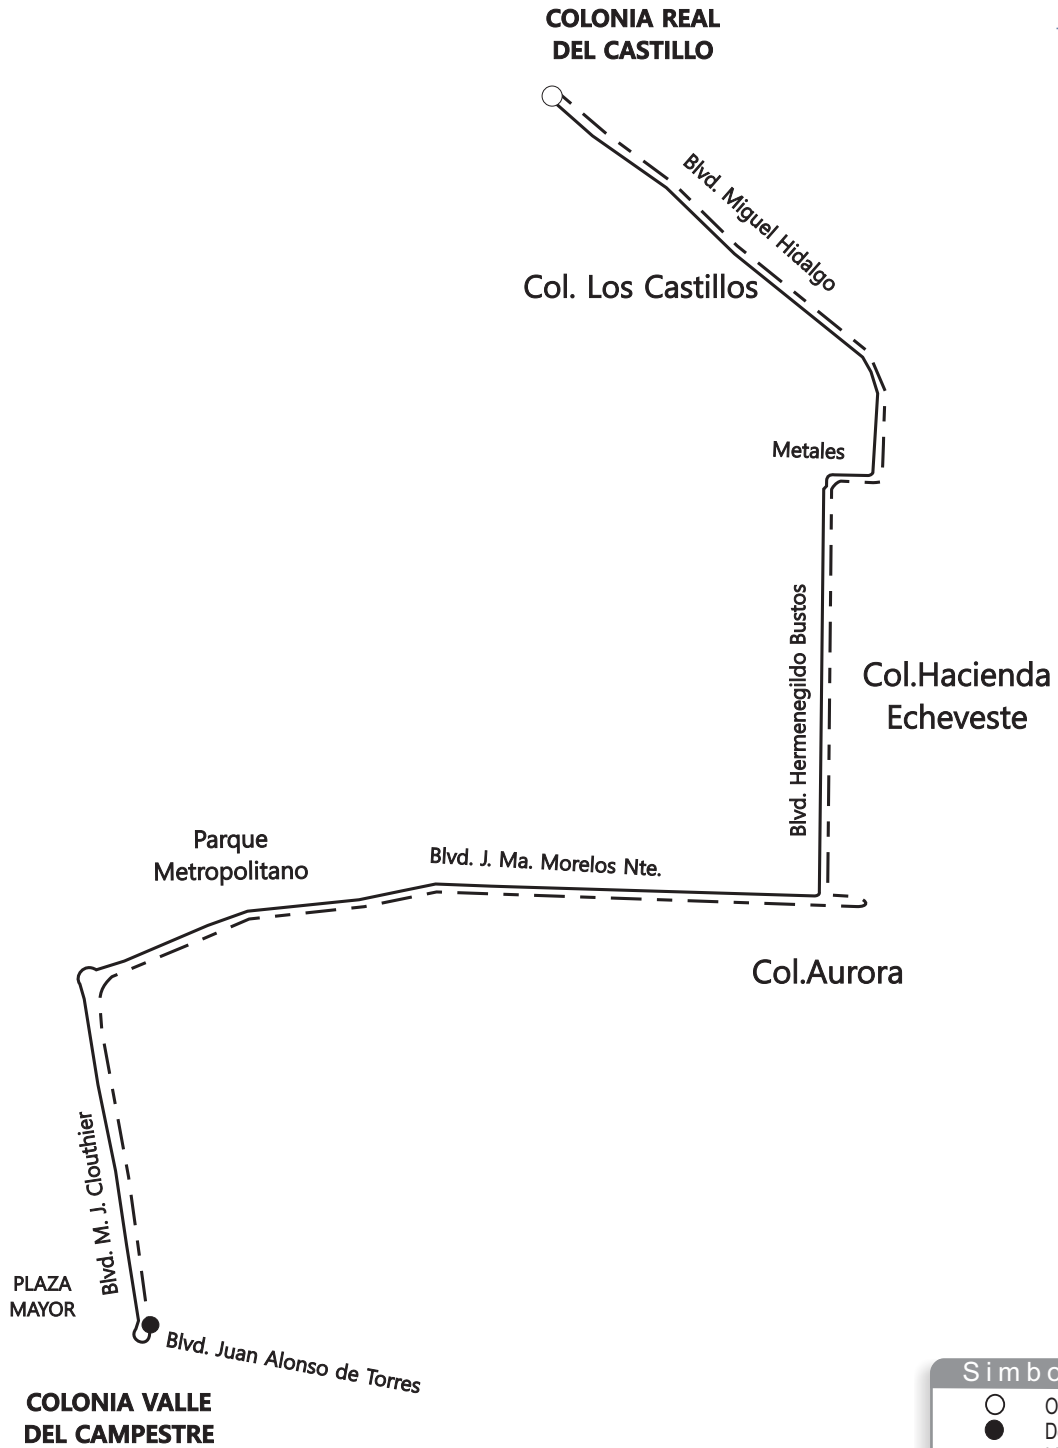 COLONIA REAL
DEL CASTILLO
Blvd. Miguel Hidalgo
Col. Los Castillos
Metales
Blvd. Hermenegildo Bustos
Col.Hacienda
Echeveste
Parque
Metropolitano
Blvd. J. Ma. Morelos Nte.
Col.Aurora
Blvd. M. J. Clouthier
PLAZA
MAYOR
Blvd. Juan Alonso de Torres
COLONIA VALLE
DEL CAMPESTRE